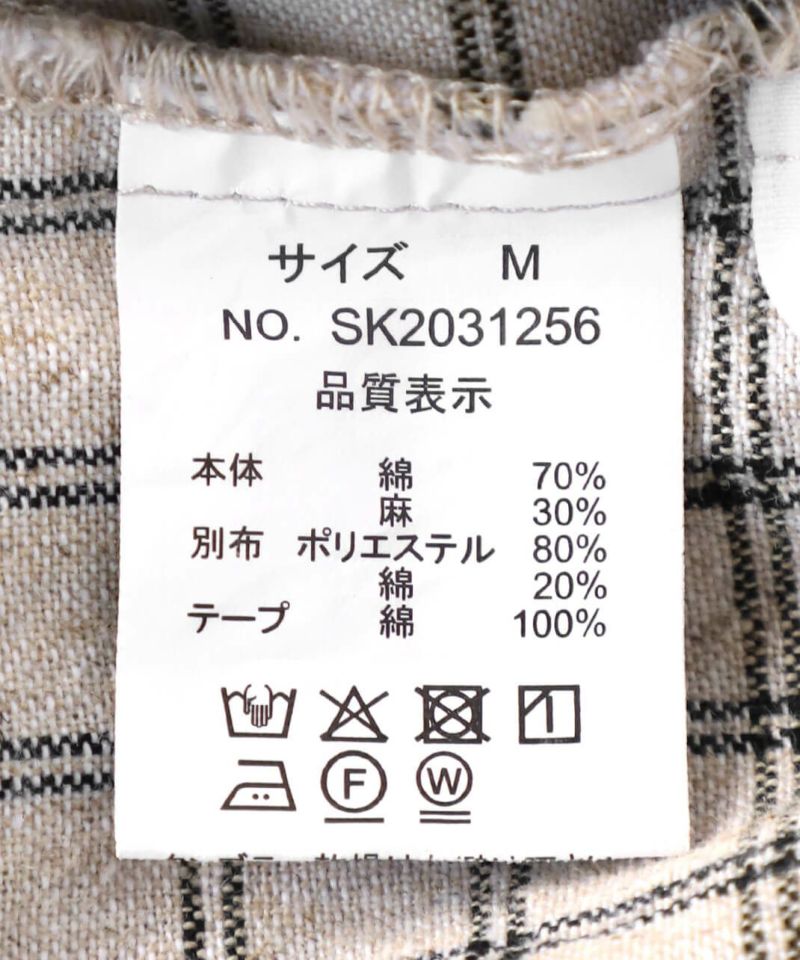 サイズ M
NO. SK2031256
品質表示
本体 綿 70%
麻 30%
別布 ポリエステル 80%
綿 20%
テープ 綿 100%
F W